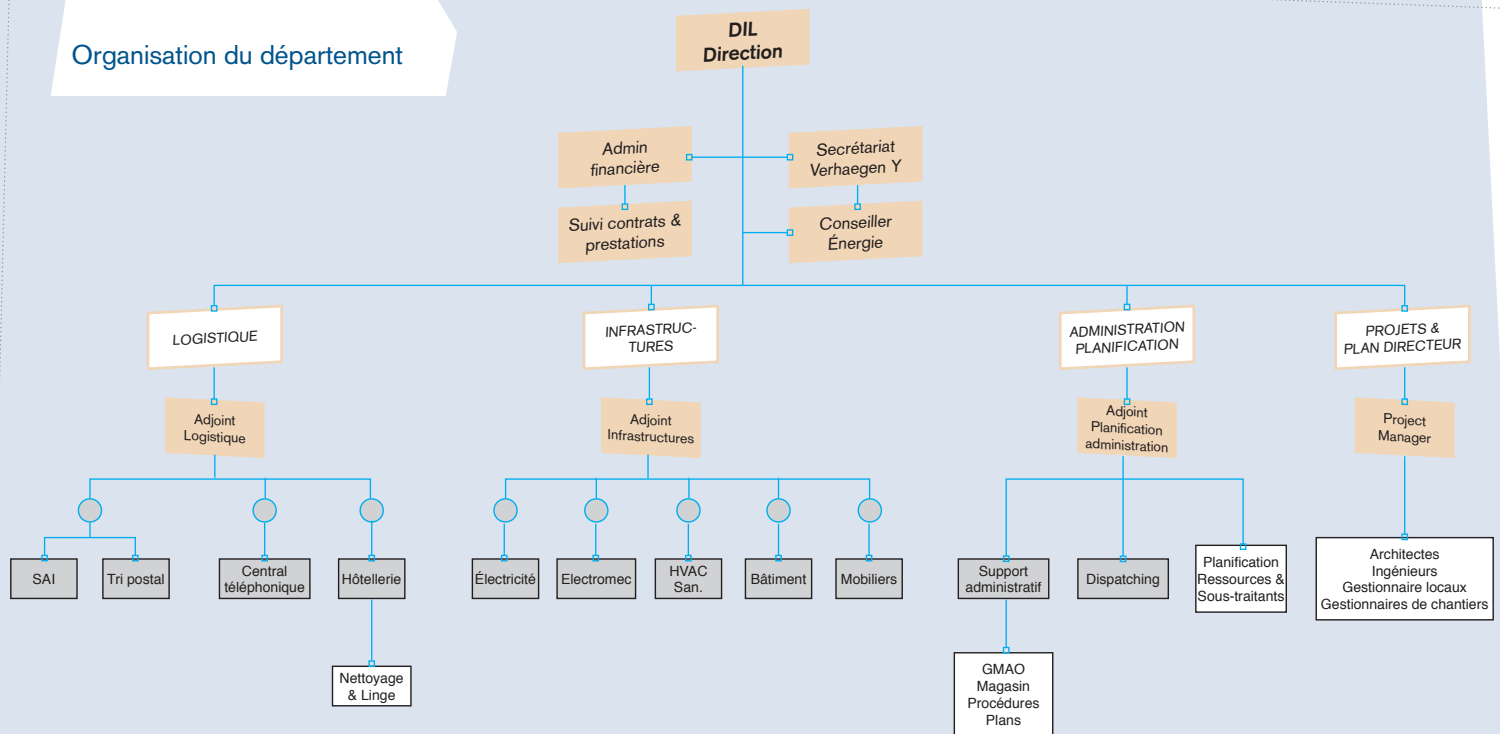 Organisation du département
DIL
Direction
Admin
financière
Secrétariat
Verhaegen Y
Suivi contrats &
prestations
Conseiller
Énergie
LOGISTIQUE
INFRASTRUC-
TURES
ADMINISTRATION
PLANIFICATION
PROJETS &
PLAN DIRECTEUR
Adjoint
Logistique
Adjoint
Infrastructures
Adjoint
Planification
administration
Project
Manager
SAI
Tri postal
Central
téléphonique
Hôtellerie
Électricité
Electromec
HVAC
San.
Bâtiment
Mobiliers
Support
administratif
Dispatching
Planification
Ressources &
Sous-traitants
Architectes
Ingénieurs
Gestionnaire locaux
Gestionnaires de chantiers
Nettoyage
& Linge
GMAO
Magasin
Procédures
Plans